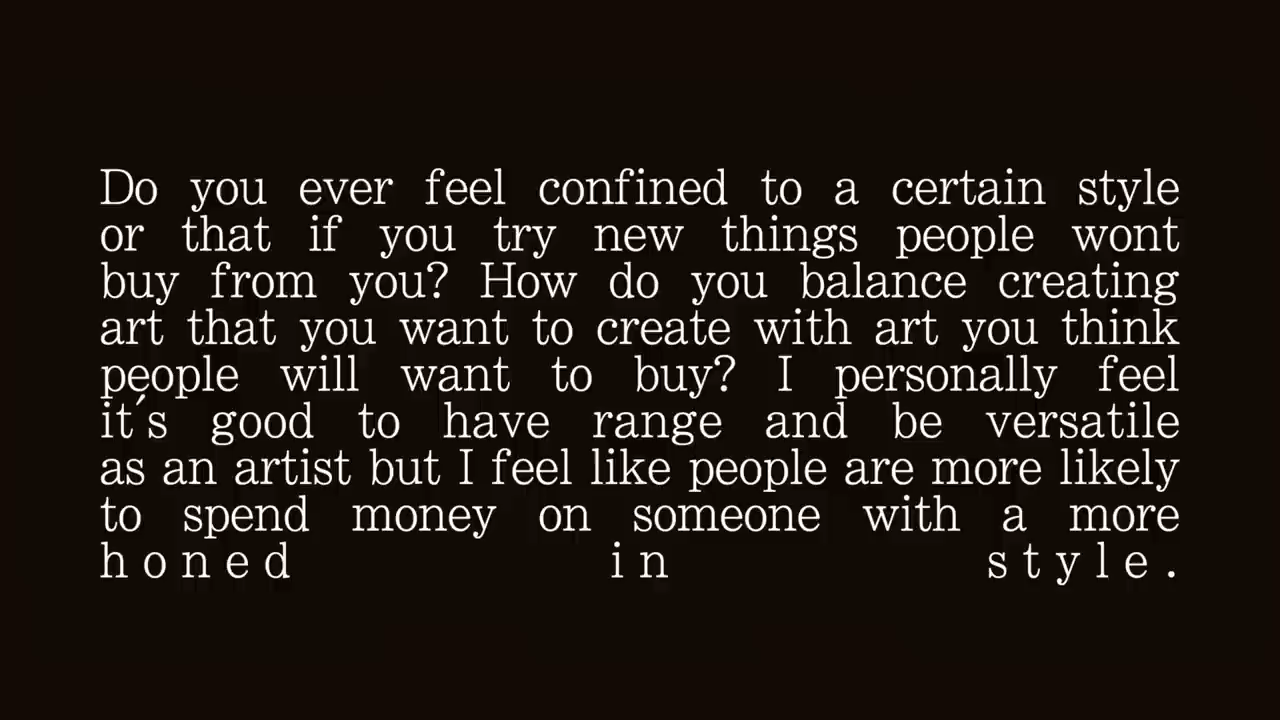 Do you ever feel confined to a certain style
or that if you try new things people wont
buy from you? How do you balance creating
art that you want to create with art you think
people will want to buy? I personally feel
it´s good to have range and be versatile
as an artist but I feel like people are more likely
to spend money on someone with a more
honed in style.